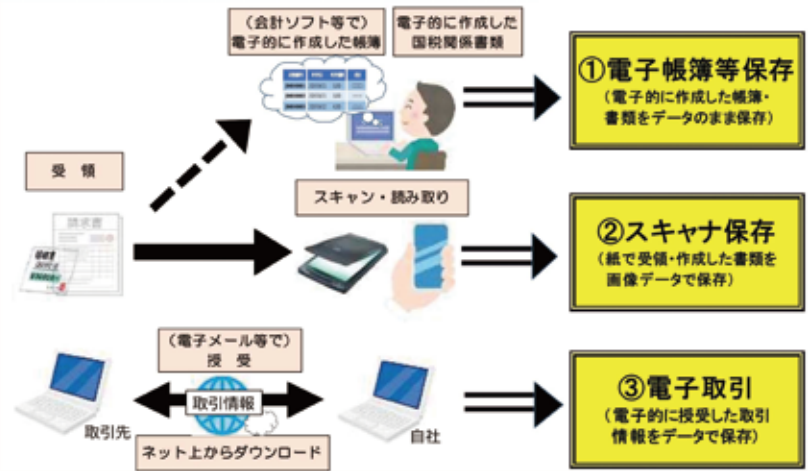 (会計ソフト等で)
電子的に作成した帳簿
電子的に作成した
国税関係書類
①電子帳簿等保存
(電子的に作成した帳簿・
書類をデータのまま保存)
受 領
請求書
領収書
スキャン・読み取り
②スキャナ保存
(紙で受領・作成した書類を
画像データで保存)
(電子メール等で)
授 受
取引情報
取引先
自社
ネット上からダウンロード
③電子取引
(電子的に授受した取引
情報をデータで保存)